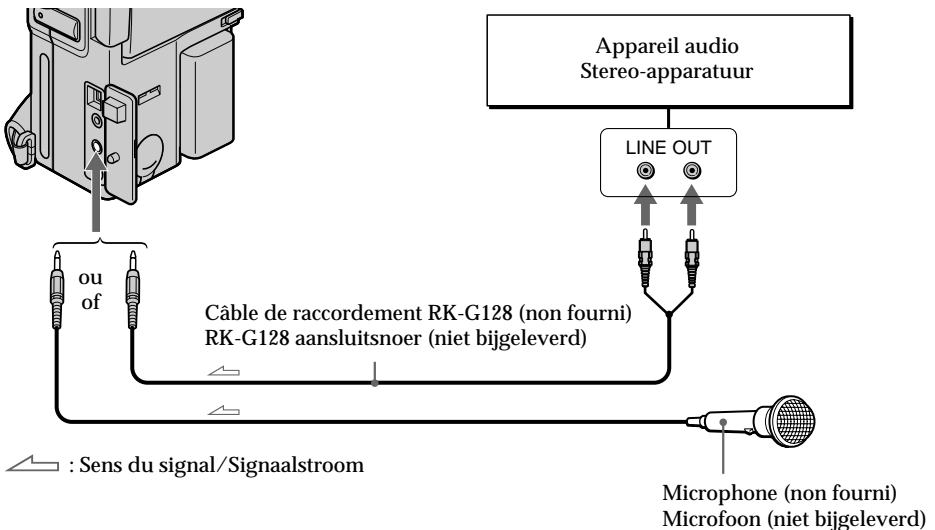 Appareil audio
Stereo-apparatuur
LINE OUT
ou
of
Câble de raccordement RK-G128 (non fourni)
RK-G128 aansluitsnoer (niet bijgeleverd)
: Sens du signal/Signaalstroom
Microphone (non fourni)
Microfoon (niet bijgeleverd)